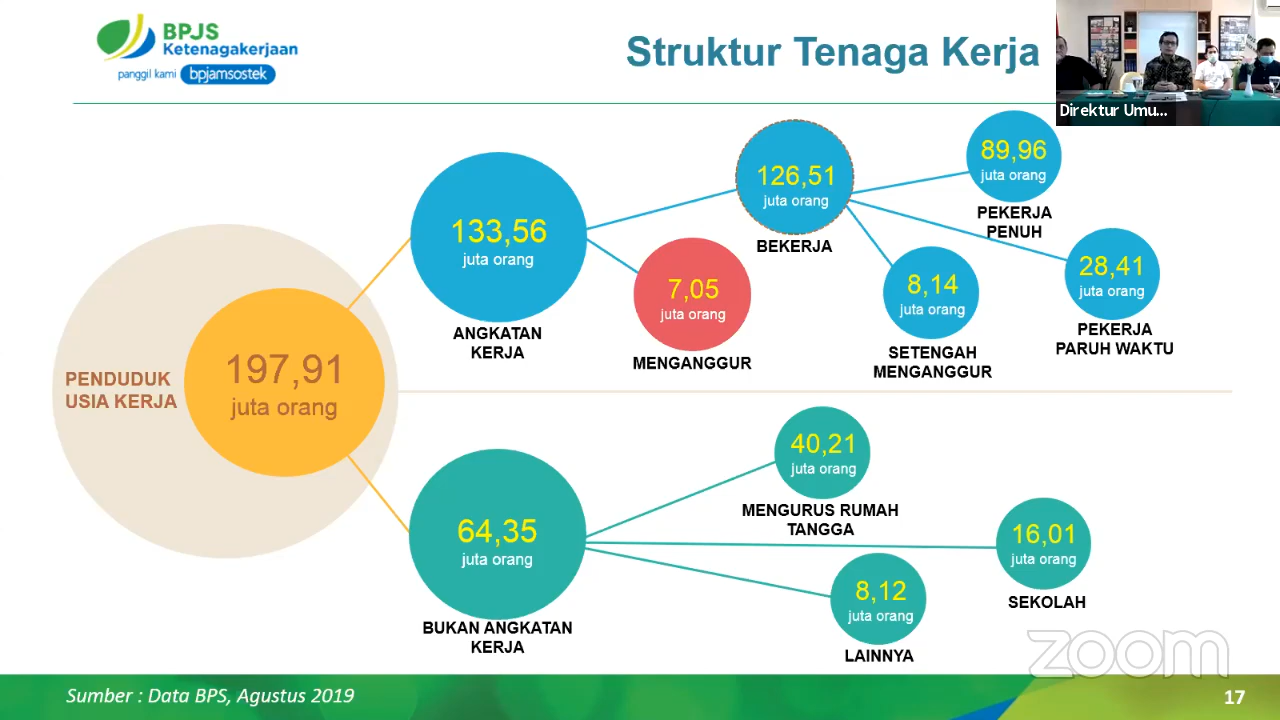 BPJS
Ketenagakerjaan
panggil kami bpjamsostek
Struktur Tenaga Kerja
Direktur Umu...
PENDUDUK
USIA KERJA
197,91
juta orang
133,56
juta orang
ANGKATAN
KERJA
126,51
juta orang
BEKERJA
7,05
juta orang
MENGANGGUR
89,96
juta orang
PEKERJA
PENUH
28,41
juta orang
PEKERJA
PARUH WAKTU
8,14
juta orang
SETENGAH
MENGANGGUR
64,35
juta orang
BUKAN ANGKATAN
KERJA
40,21
juta orang
MENGURUS RUMAH
TANGGA
16,01
juta orang
SEKOLAH
8,12
juta orang
LAINNYA
zoom
Sumber : Data BPS, Agustus 2019
17